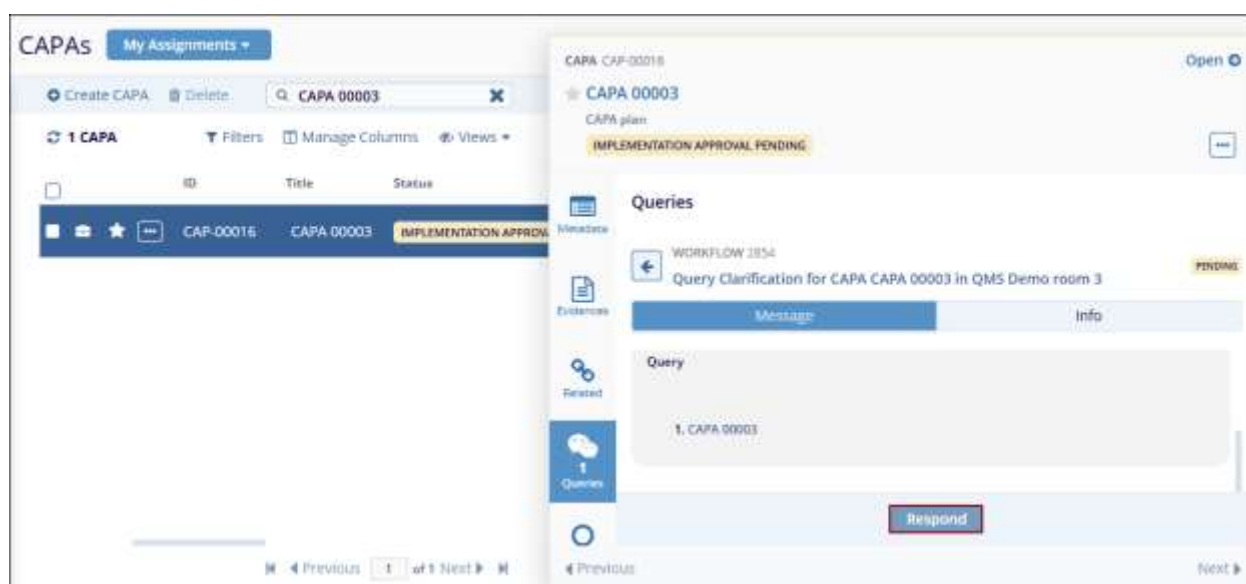 CAPAs My Assignments
Create CAPA Delete CAPA 00003
1 CAPA Filters Manage Columns Views
ID Title Status
CAP-00016 CAPA 00003 IMPLEMENTATION APPROV
Previous 1 of 1 Next
CAPA CAP-00016 Open
CAPA 00003
CAPA plan
IMPLEMENTATION APPROVAL PENDING
Metadata
Evidences
Related
1
Queries
Queries
WORKFLOW 2854
Query Clarification for CAPA CAPA 00003 in QMS Demo room 3 PENDING
Message Info
Query
1. CAPA 00003
Respond
Previous Next